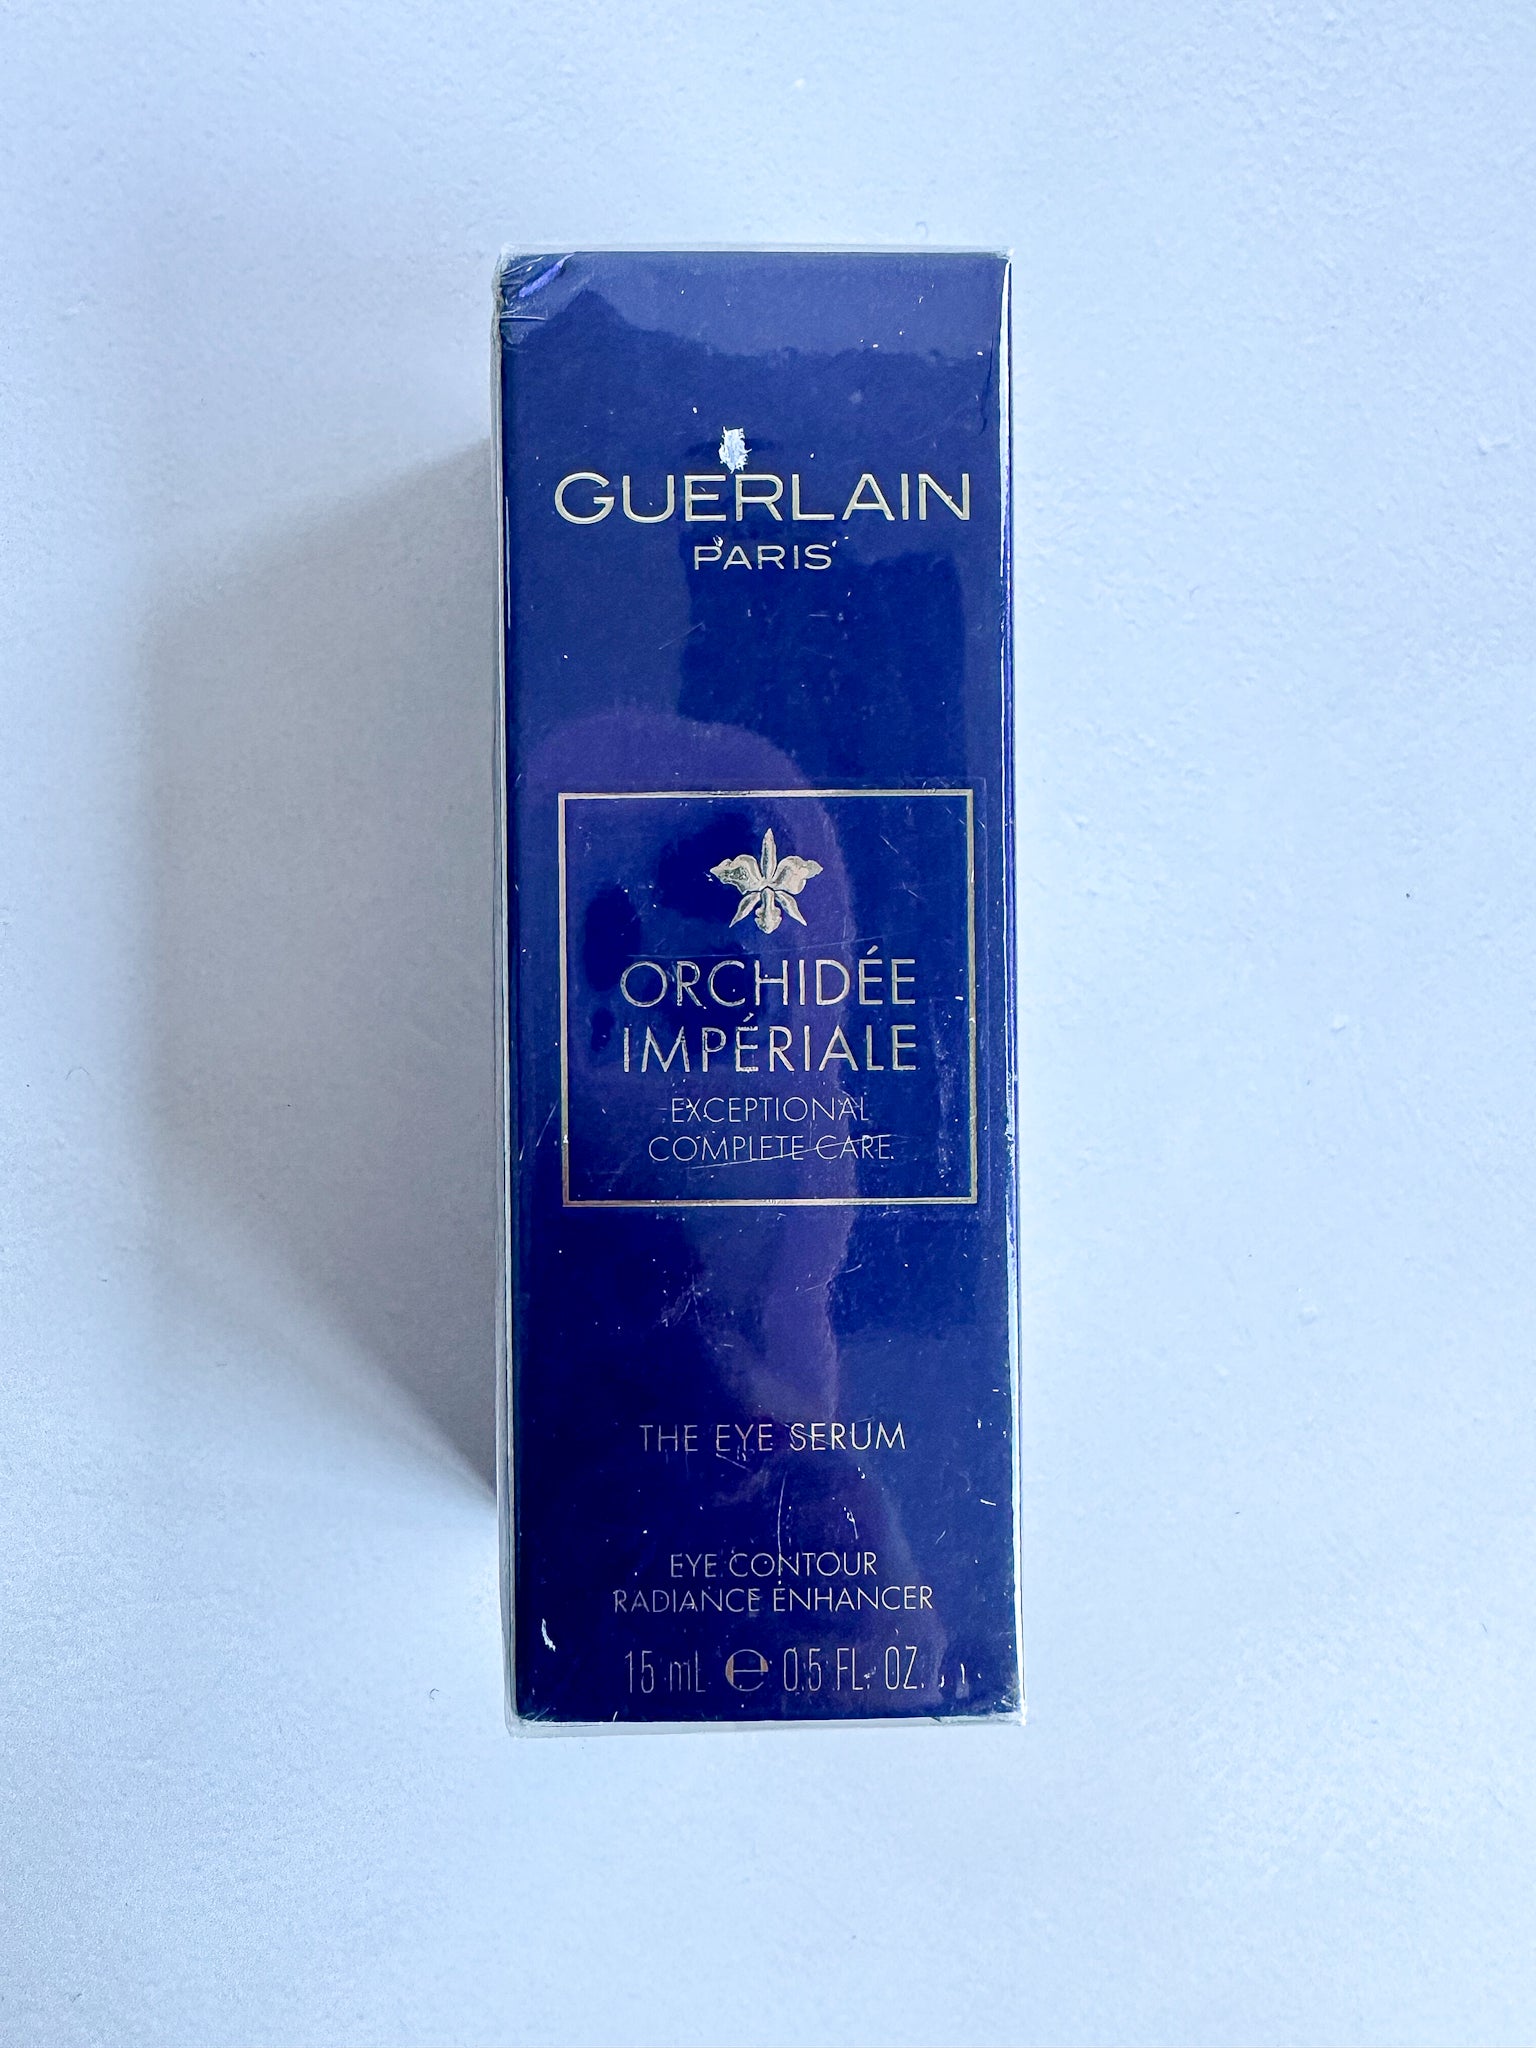 GUERLAIN
PARIS
ORCHIDÉE
IMPÉRIALE
EXCEPTIONAL
COMPLETE CARE
THE EYE SERUM
EYE CONTOUR
RADIANCE ENHANCER
15 mL ℮ 0.5 FL. OZ.